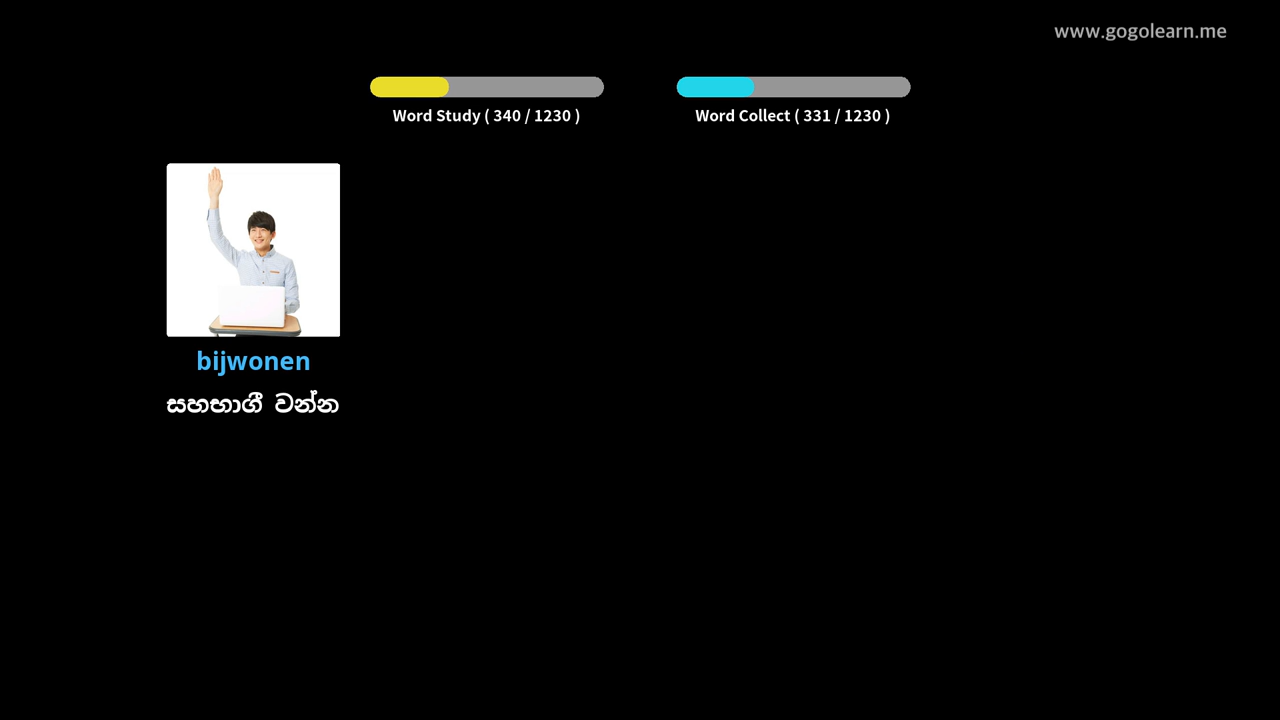 www.gogolearn.me
Word Study ( 340 / 1230 )
Word Collect ( 331 / 1230 )
bijwonen
සහභාගී වන්න